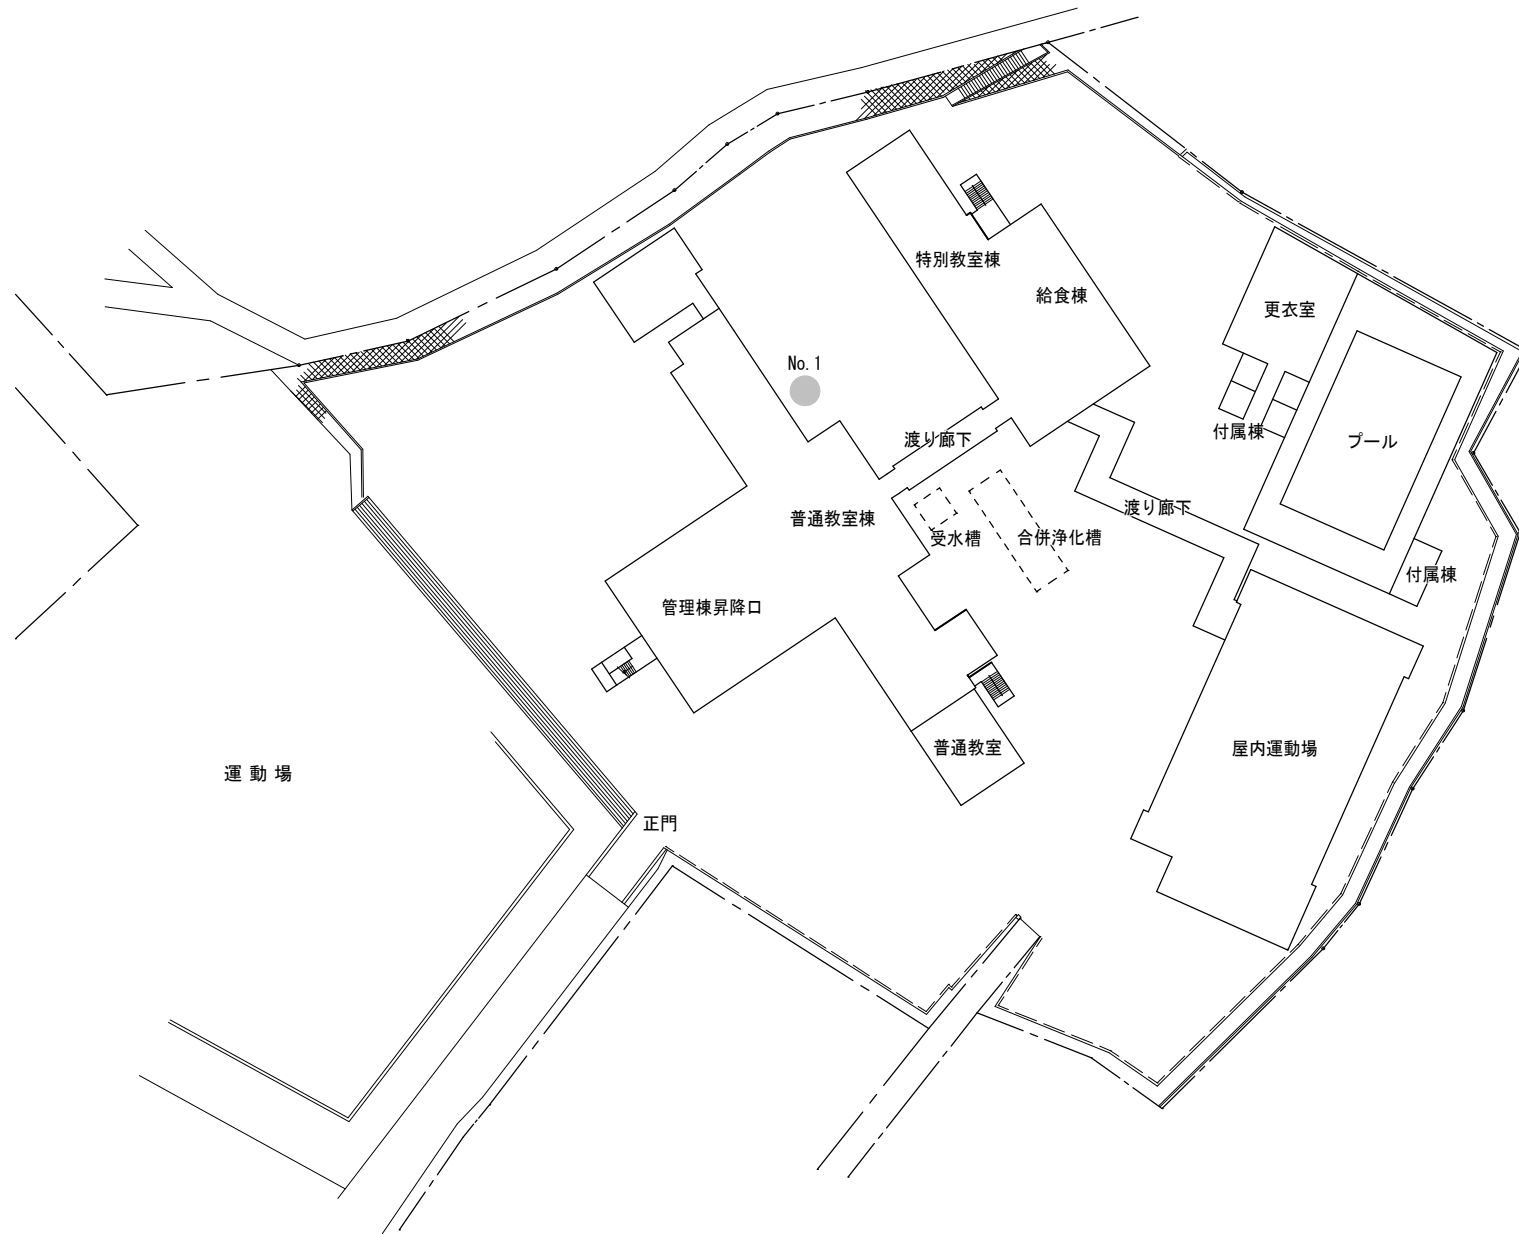 特別教室棟
給食棟
更衣室
No.1
付属棟
プール
渡り廊下
渡り廊下
普通教室棟
受水槽
合併浄化槽
付属棟
管理棟昇降口
普通教室
屋内運動場
運動場
正門